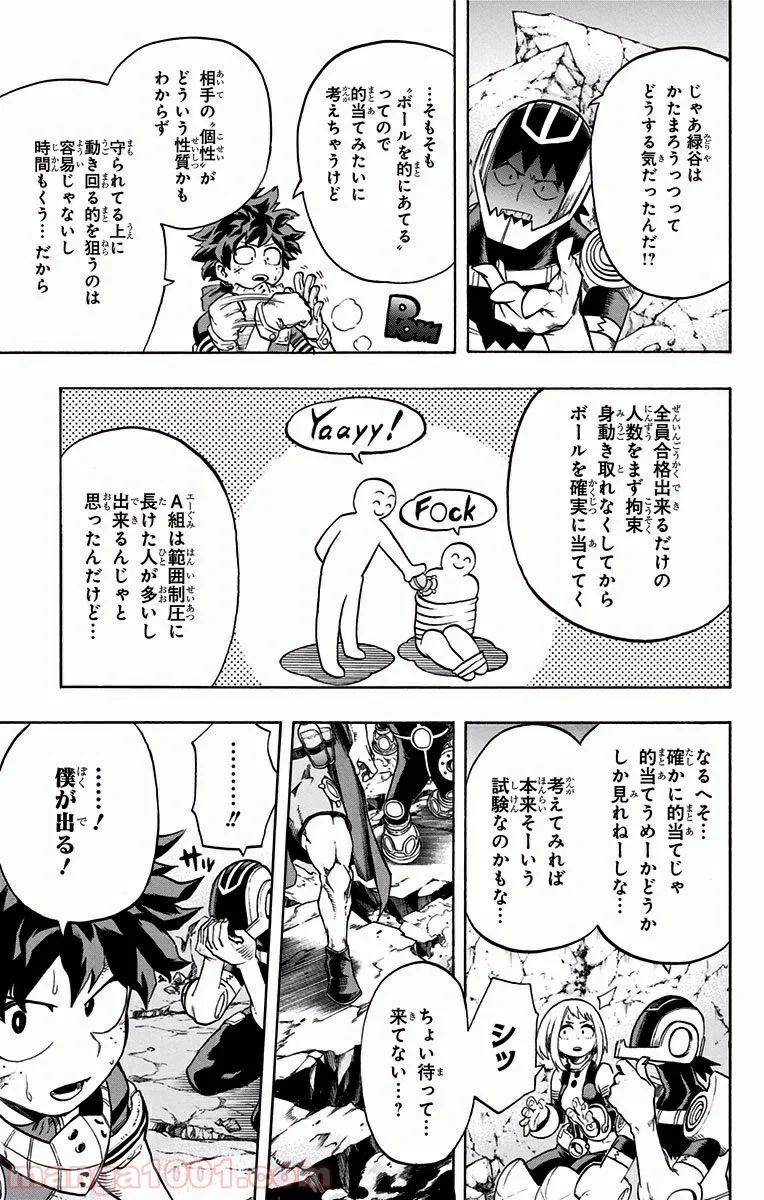 じゃあ緑谷は
かたまろうっつって
どうする気だったんだ!?
…そもそも
〝ボールを的にあてる〟
ってので
的当てみたいに
考えちゃうけど
相手の〝個性〟が
どういう性質かも
わからず
守られてる上に
動き回る的を狙うのは
容易じゃないし
時間もくう…だから
POW!
全員合格出来るだけの
人数をまず拘束
身動き取れなくしてから
ボールを確実に当ててく
Yaayy!
F○ck
A組は範囲制圧に
長けた人が多いし
出来るんじゃと
思ったんだけど…
なるへそ…
確かに的当てじゃ
的当てうめーかどうか
しか見れねーしな…
考えてみれば
本来そーいう
試験なのかもな…
シッ
ちょい待って…
来てない…?
………
………!!
ザッ
………!
僕が出る!
manga1001.com